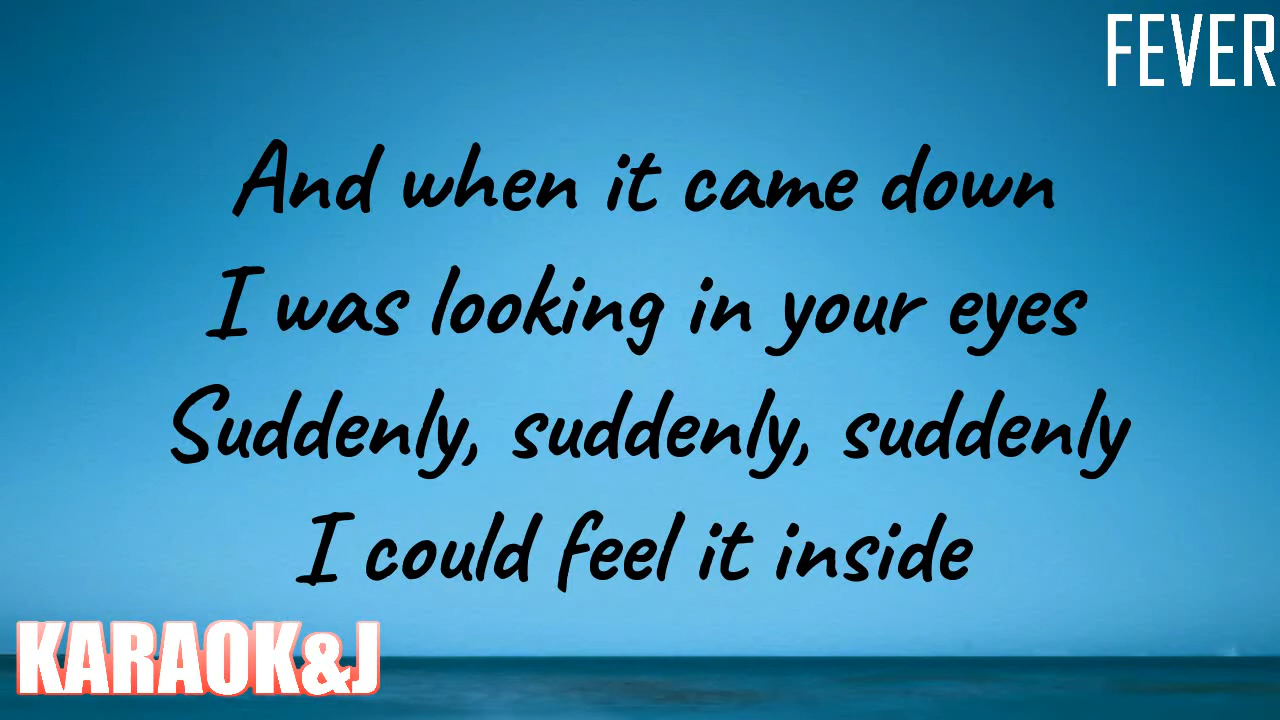 FEVER
And when it came down
I was looking in your eyes
Suddenly, suddenly, suddenly
I could feel it inside
KARAOK&J